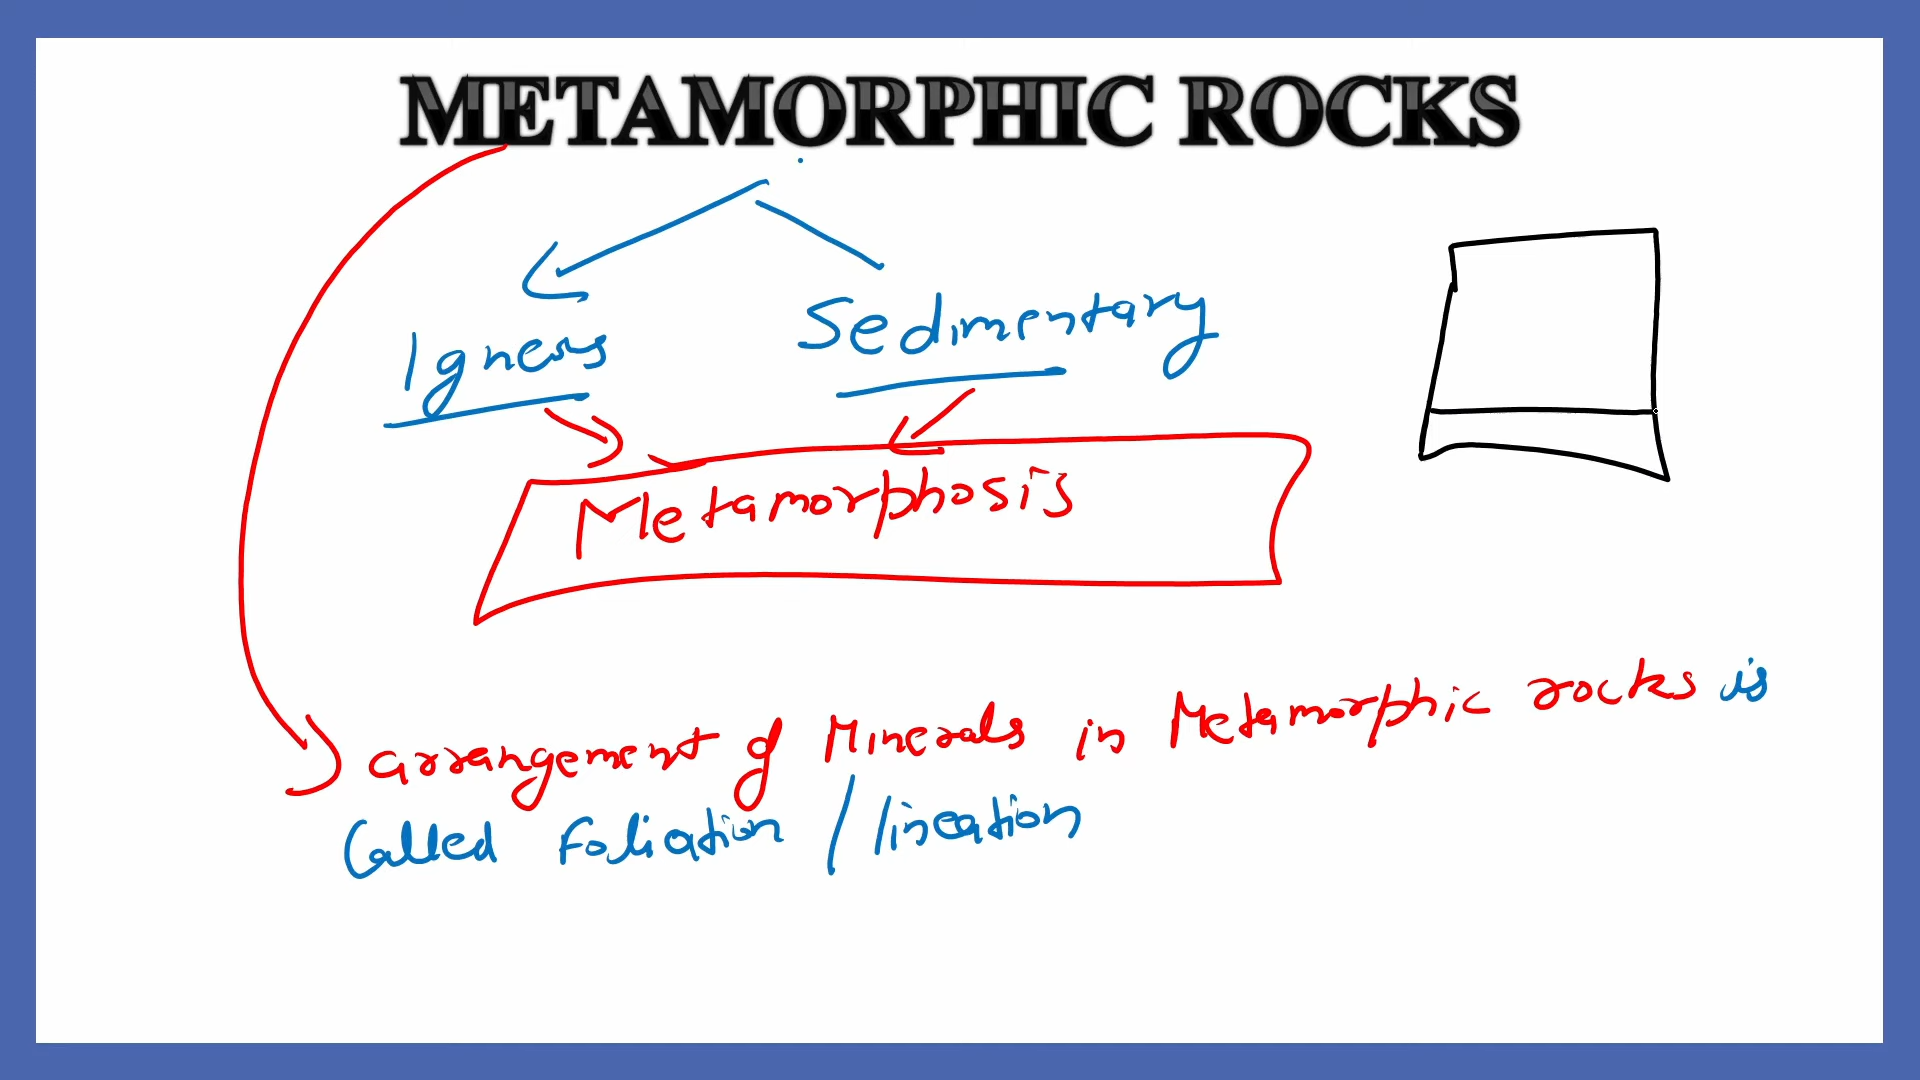 METAMORPHIC ROCKS
Igneous
Sedimentary
Metamorphosis
arrangement of Minerals in Metamorphic rocks is
Called Foliation / lineation